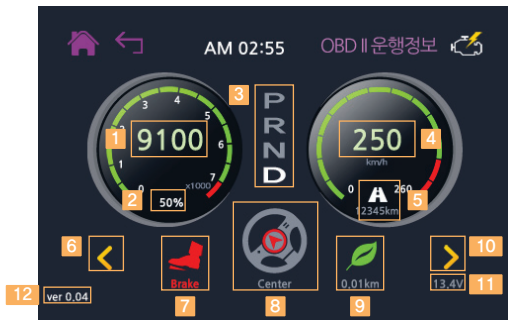 AM 02:55
OBD II 운행정보
3
P
R
N
D
1
9100
0
1
2
3
4
5
6
7
x1000
2
50%
250
4
km/h
0
260
5
12345km
6
Brake
7
Center
8
0,01km
9
10
13,4V
11
12
ver 0.04